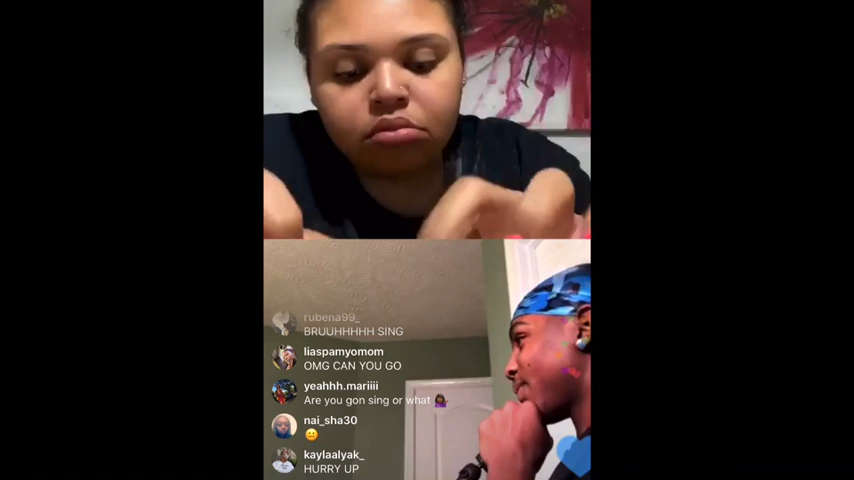 rubena99_
BRUUHHHHH SING
liaspamyomom
OMG CAN YOU GO
yeahhh.mariiii
Are you gon sing or what 🤷🏾‍♀️
nai_sha30
😐
kaylaalyak_
HURRY UP